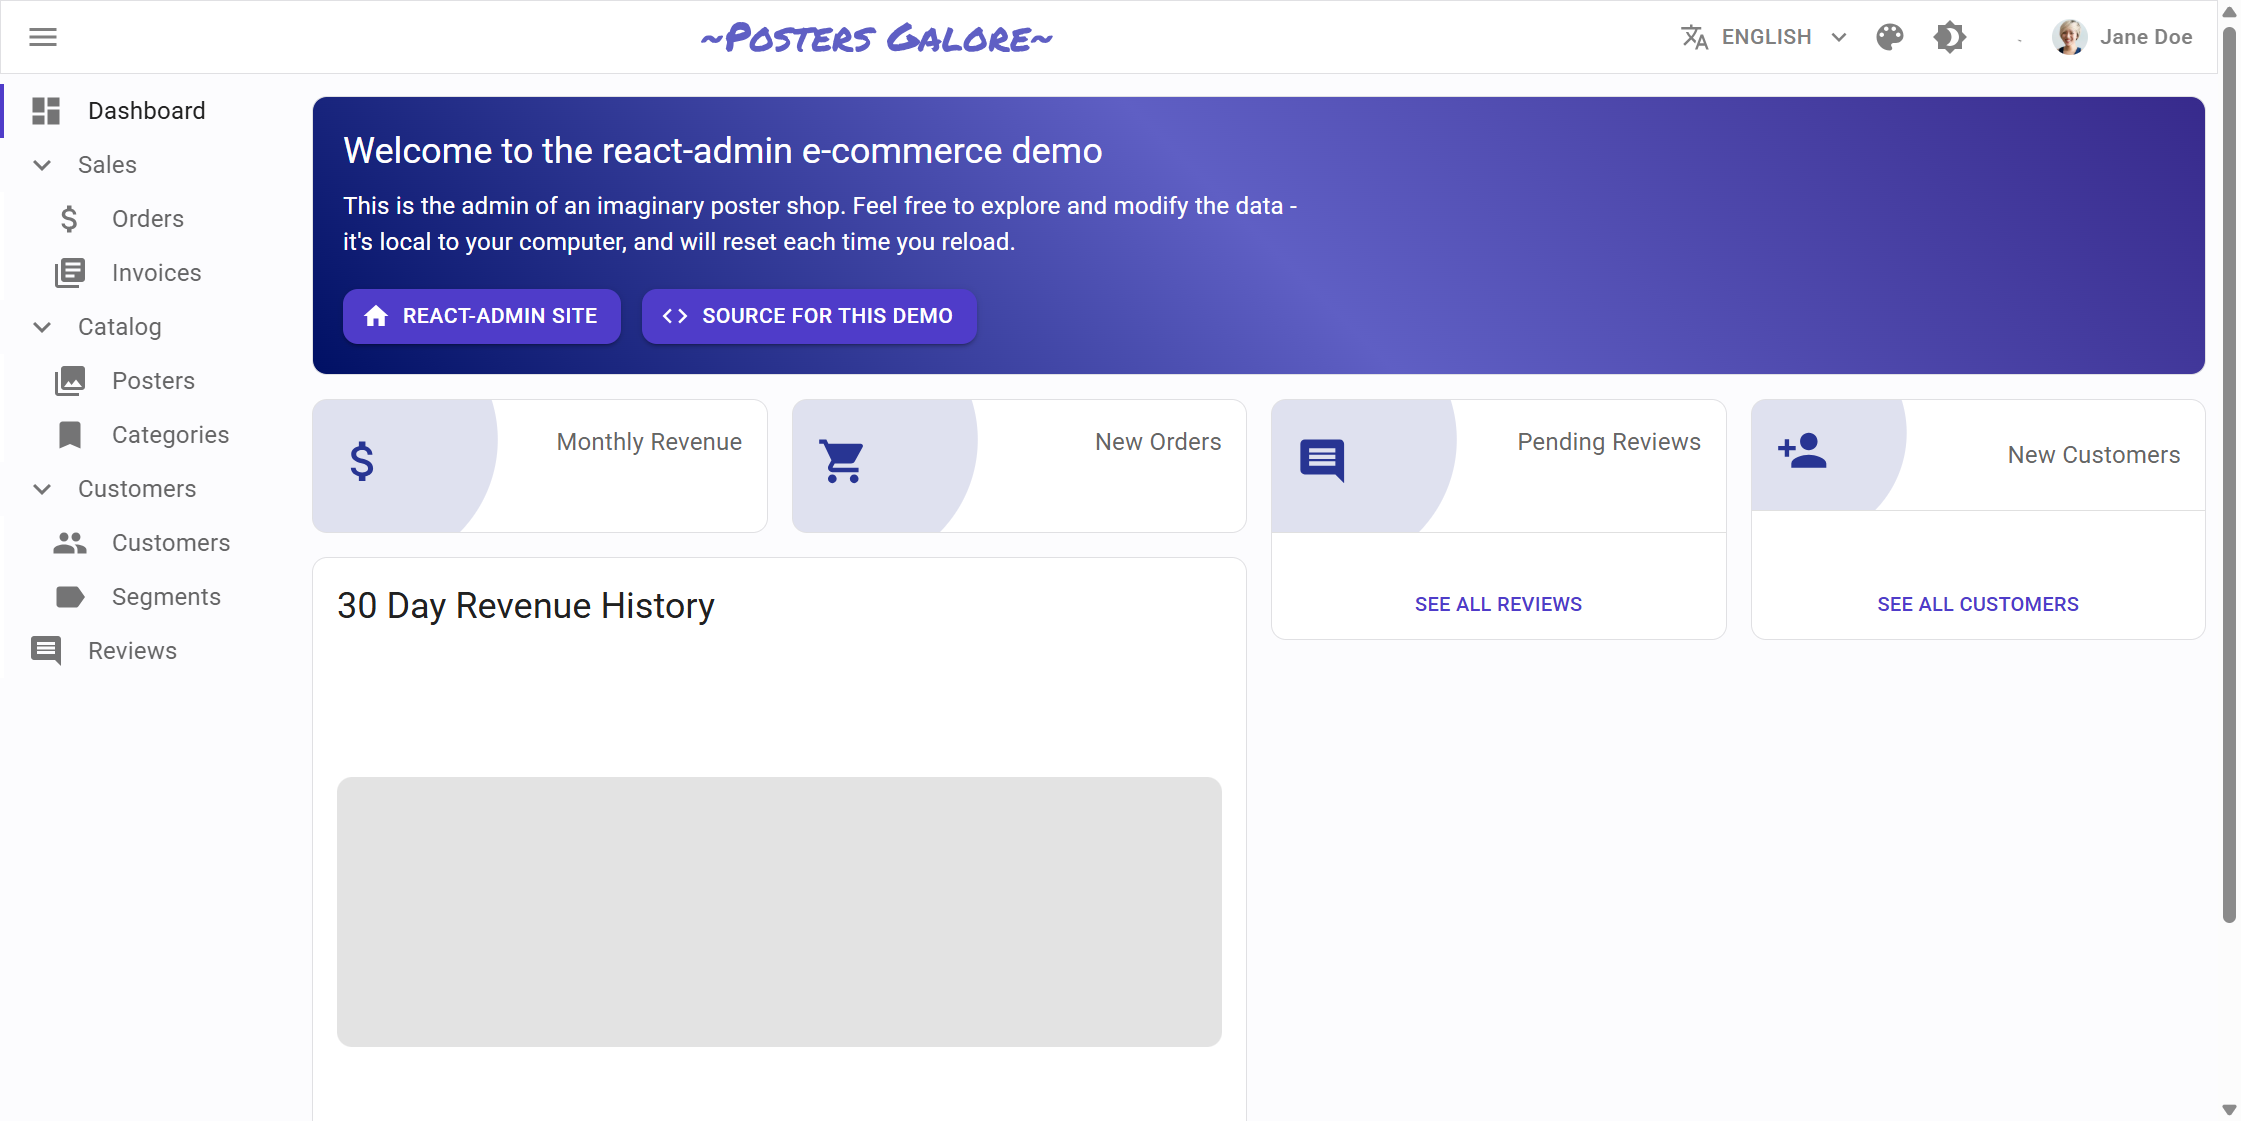 ~Posters Galore~
ENGLISH
Jane Doe
Dashboard
Sales
Orders
Invoices
Catalog
Posters
Categories
Customers
Customers
Segments
Reviews
Welcome to the react-admin e-commerce demo
This is the admin of an imaginary poster shop. Feel free to explore and modify the data -
it's local to your computer, and will reset each time you reload.
REACT-ADMIN SITE
SOURCE FOR THIS DEMO
Monthly Revenue
New Orders
Pending Reviews
New Customers
SEE ALL REVIEWS
SEE ALL CUSTOMERS
30 Day Revenue History